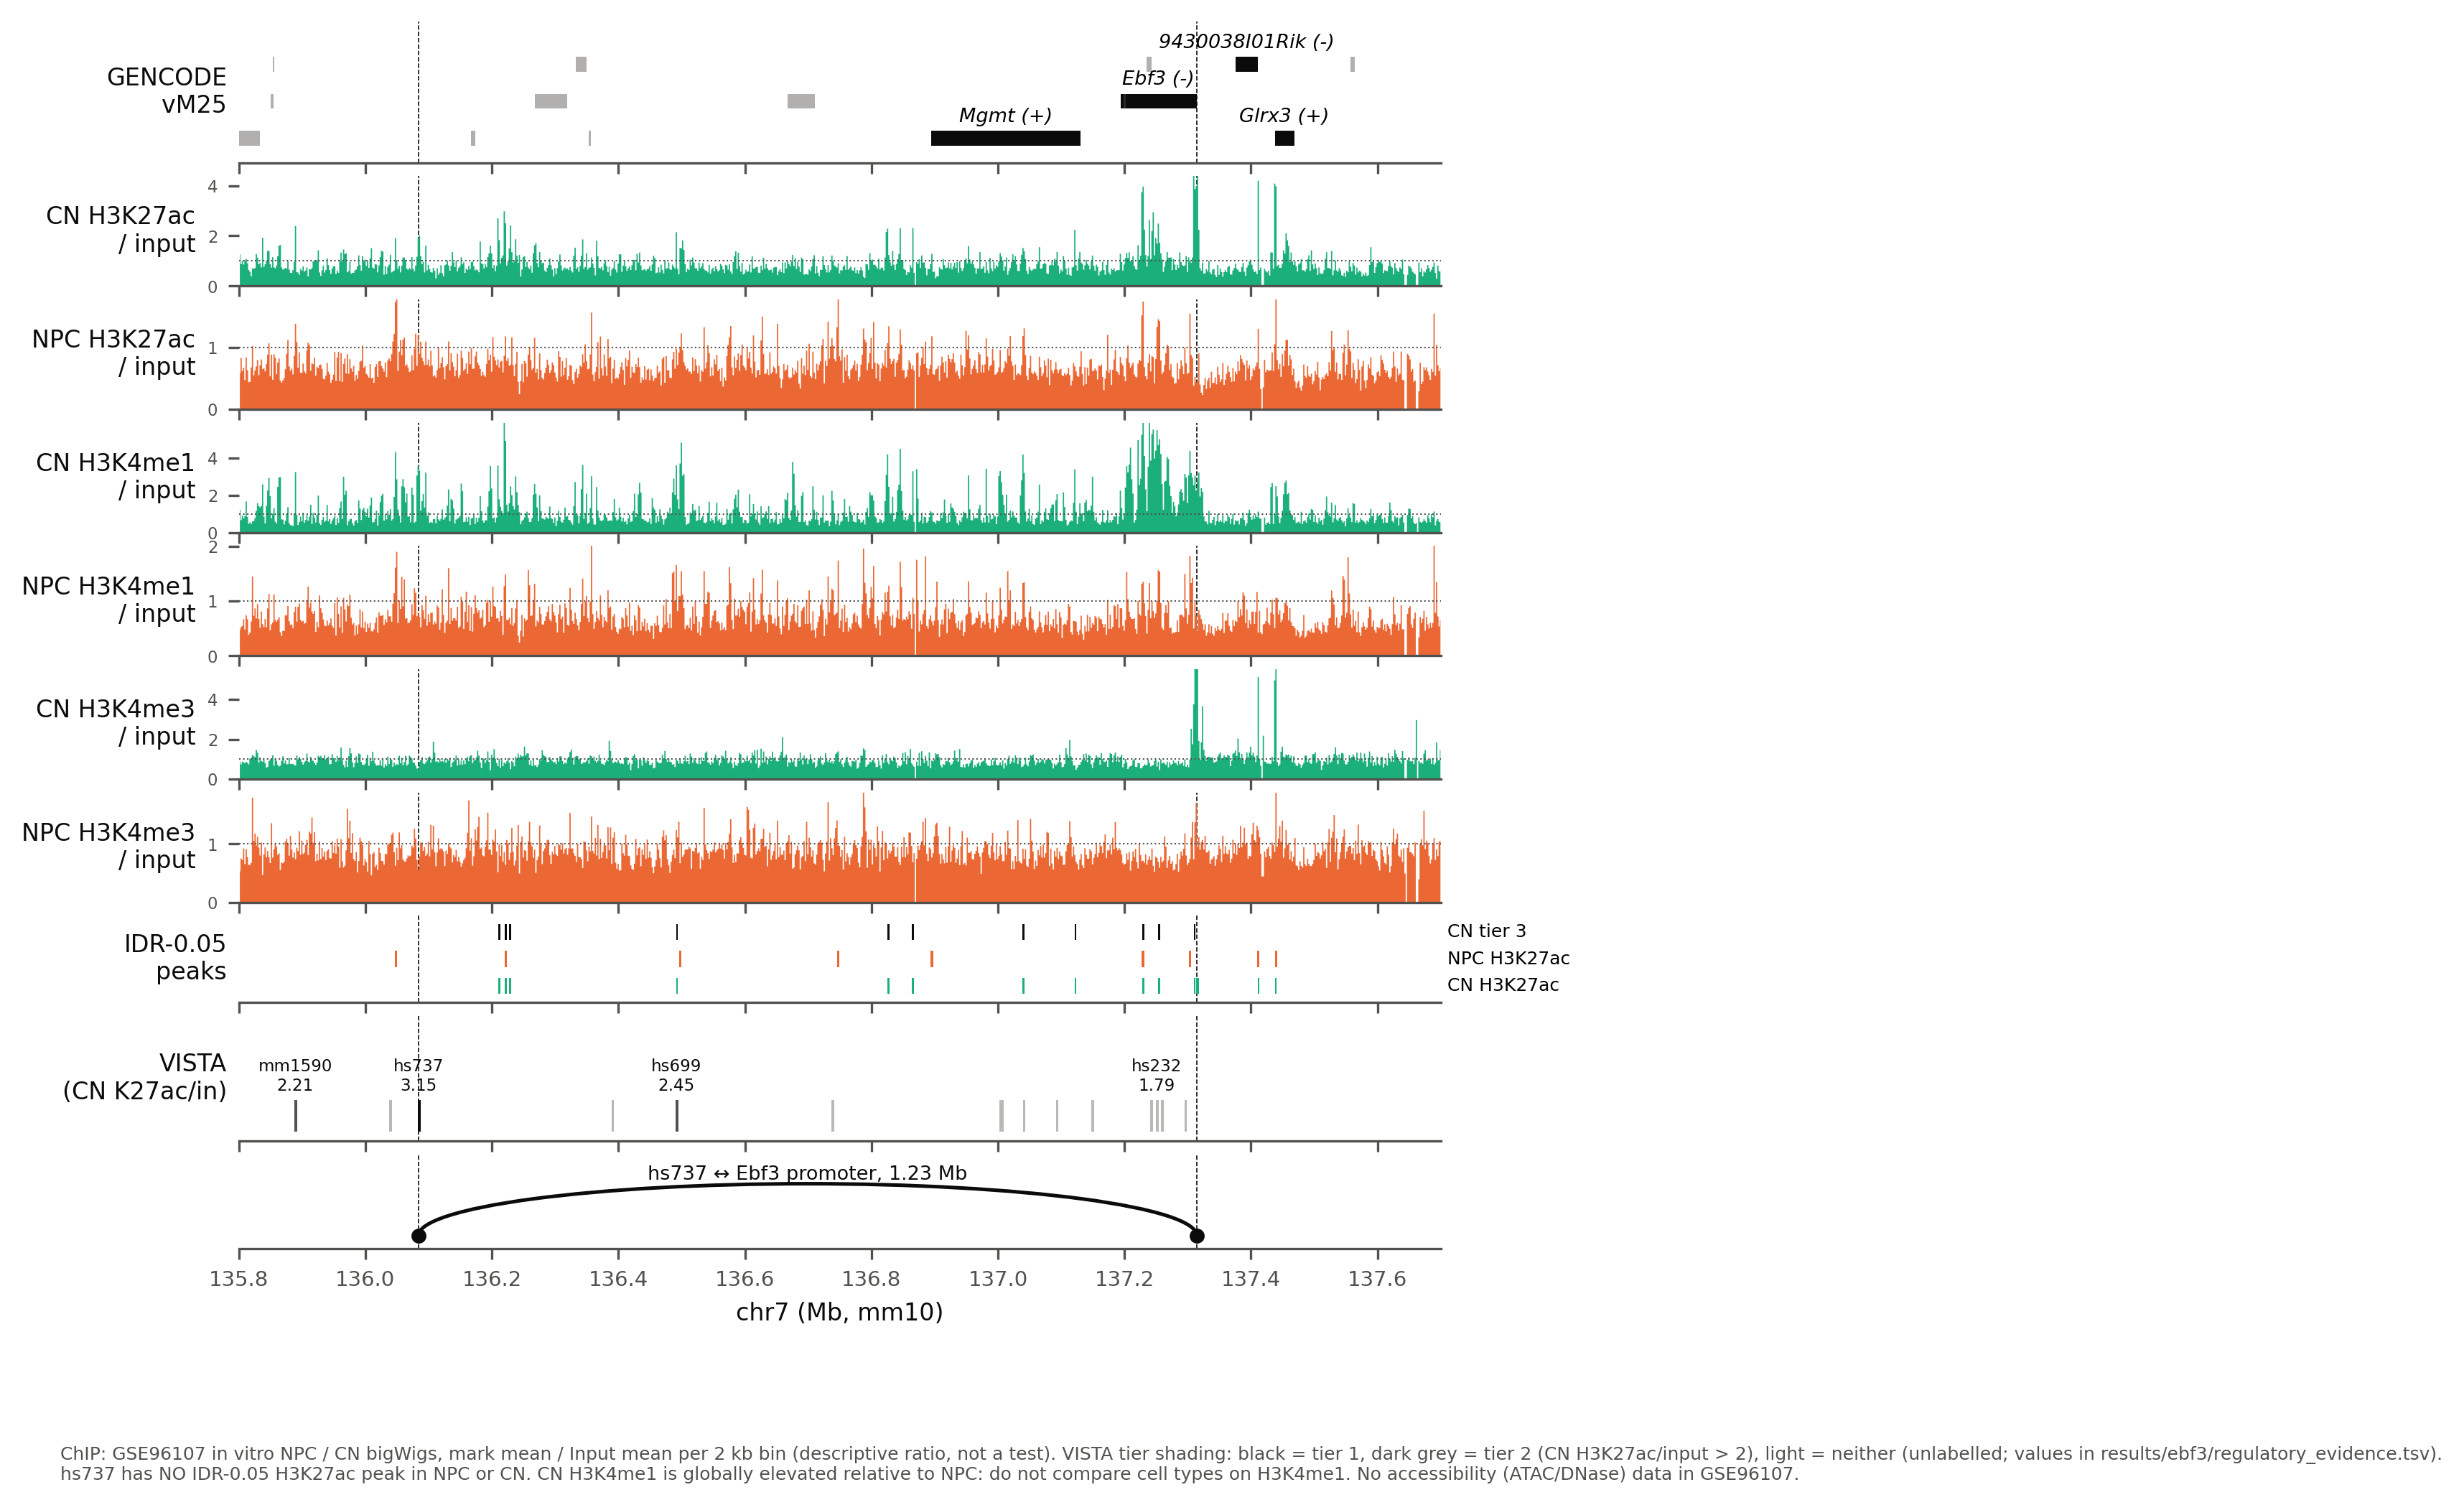 9430038I01Rik (-)
GENCODE
vM25
Ebf3 (-)
Mgmt (+)
Glrx3 (+)
CN H3K27ac
/ input
4
2
0
NPC H3K27ac
/ input
1
0
CN H3K4me1
/ input
4
2
0
NPC H3K4me1
/ input
2
1
0
CN H3K4me3
/ input
4
2
0
NPC H3K4me3
/ input
1
0
IDR-0.05
peaks
CN tier 3
NPC H3K27ac
CN H3K27ac
VISTA
(CN K27ac/in)
mm1590
2.21
hs737
3.15
hs699
2.45
hs232
1.79
hs737 ↔ Ebf3 promoter, 1.23 Mb
135.8 136.0 136.2 136.4 136.6 136.8 137.0 137.2 137.4 137.6
chr7 (Mb, mm10)
ChIP: GSE96107 in vitro NPC / CN bigWigs, mark mean / Input mean per 2 kb bin (descriptive ratio, not a test). VISTA tier shading: black = tier 1, dark grey = tier 2 (CN H3K27ac/input > 2), light = neither (unlabelled; values in results/ebf3/regulatory_evidence.tsv).
hs737 has NO IDR-0.05 H3K27ac peak in NPC or CN. CN H3K4me1 is globally elevated relative to NPC: do not compare cell types on H3K4me1. No accessibility (ATAC/DNase) data in GSE96107.